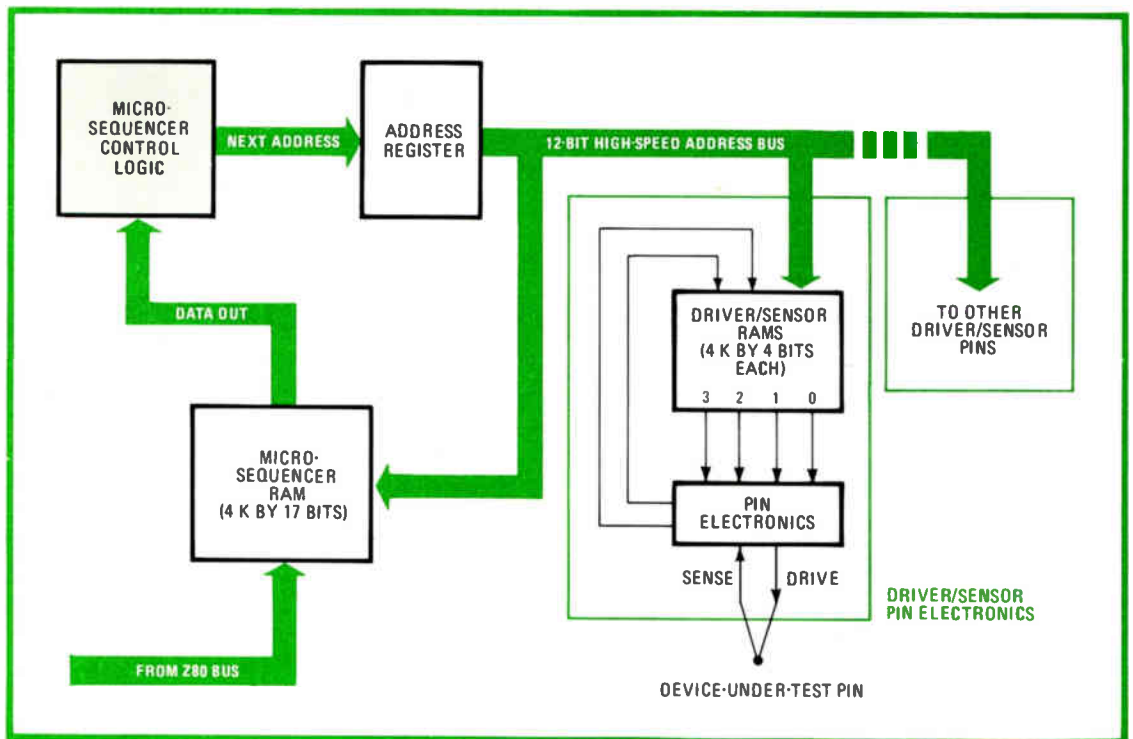 MICRO-
SEQUENCER
CONTROL
LOGIC
NEXT ADDRESS
ADDRESS
REGISTER
12-BIT HIGH-SPEED ADDRESS BUS
DATA OUT
DRIVER/SENSOR
RAMS
(4 K BY 4 BITS
EACH)
3 2 1 0
TO OTHER
DRIVER/SENSOR
PINS
MICRO-
SEQUENCER
RAM
(4 K BY 17 BITS)
PIN
ELECTRONICS
SENSE DRIVE
DRIVER/SENSOR
PIN ELECTRONICS
FROM Z80 BUS
DEVICE-UNDER-TEST PIN